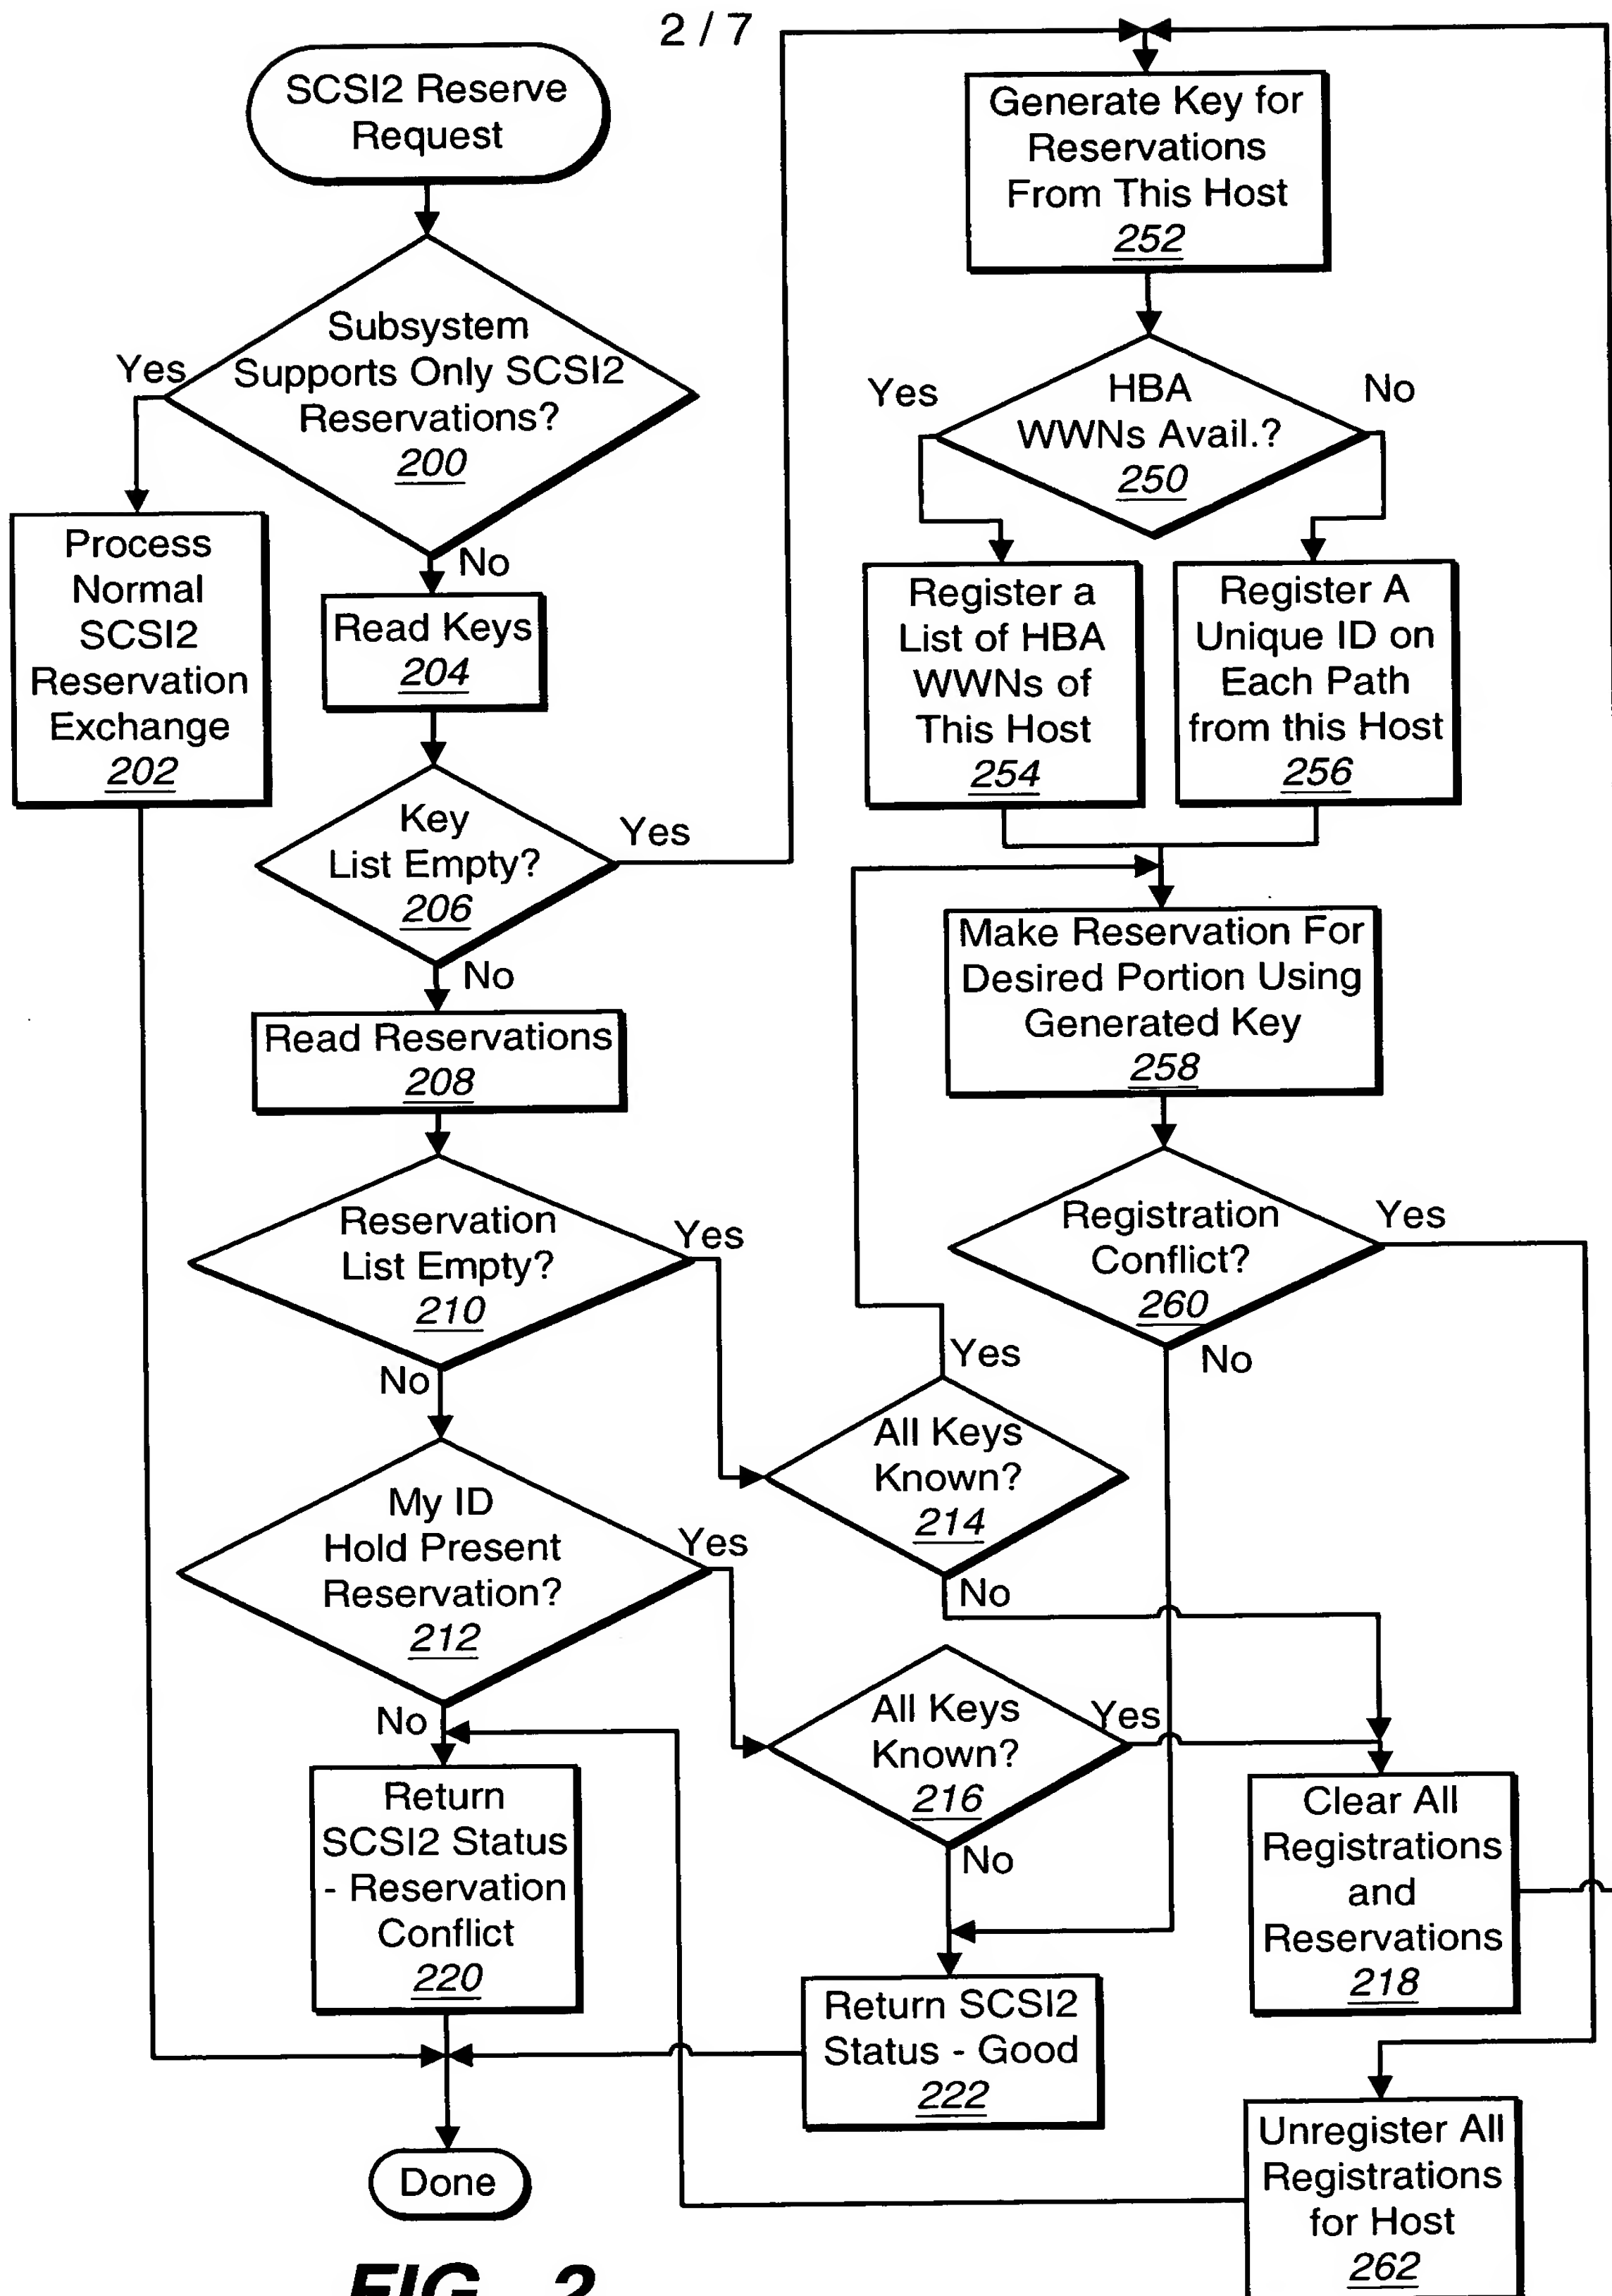 2 / 7
SCSI2 Reserve
Request
Subsystem
Supports Only SCSI2
Reservations?
200
Yes
No
Process
Normal
SCSI2
Reservation
Exchange
202
Read Keys
204
Key
List Empty?
206
Yes
No
Read Reservations
208
Reservation
List Empty?
210
Yes
No
My ID
Hold Present
Reservation?
212
Yes
No
Return
SCSI2 Status
- Reservation
Conflict
220
Done
Generate Key for
Reservations
From This Host
252
HBA
WWNs Avail.?
250
Yes
No
Register a
List of HBA
WWNs of
This Host
254
Register A
Unique ID on
Each Path
from this Host
256
Make Reservation For
Desired Portion Using
Generated Key
258
Registration
Conflict?
260
Yes
No
All Keys
Known?
214
Yes
No
All Keys
Known?
216
Yes
No
Clear All
Registrations
and
Reservations
218
Return SCSI2
Status - Good
222
Unregister All
Registrations
for Host
262
FIG. 2